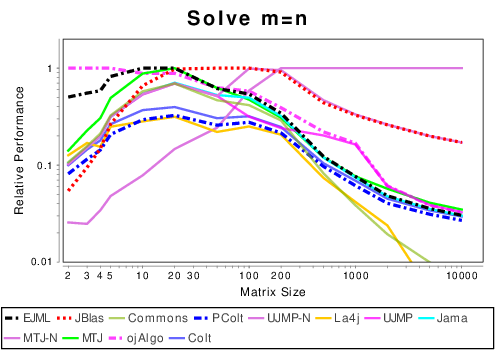 Solve m=n
Relative Performance
1
0.1
0.01
2 3 4 5 10 20 30 100 200 1000 10000
Matrix Size
EJML JBlas Commons PColt UJMP-N La4j UJMP Jama
MTJ-N MTJ ojAlgo Colt